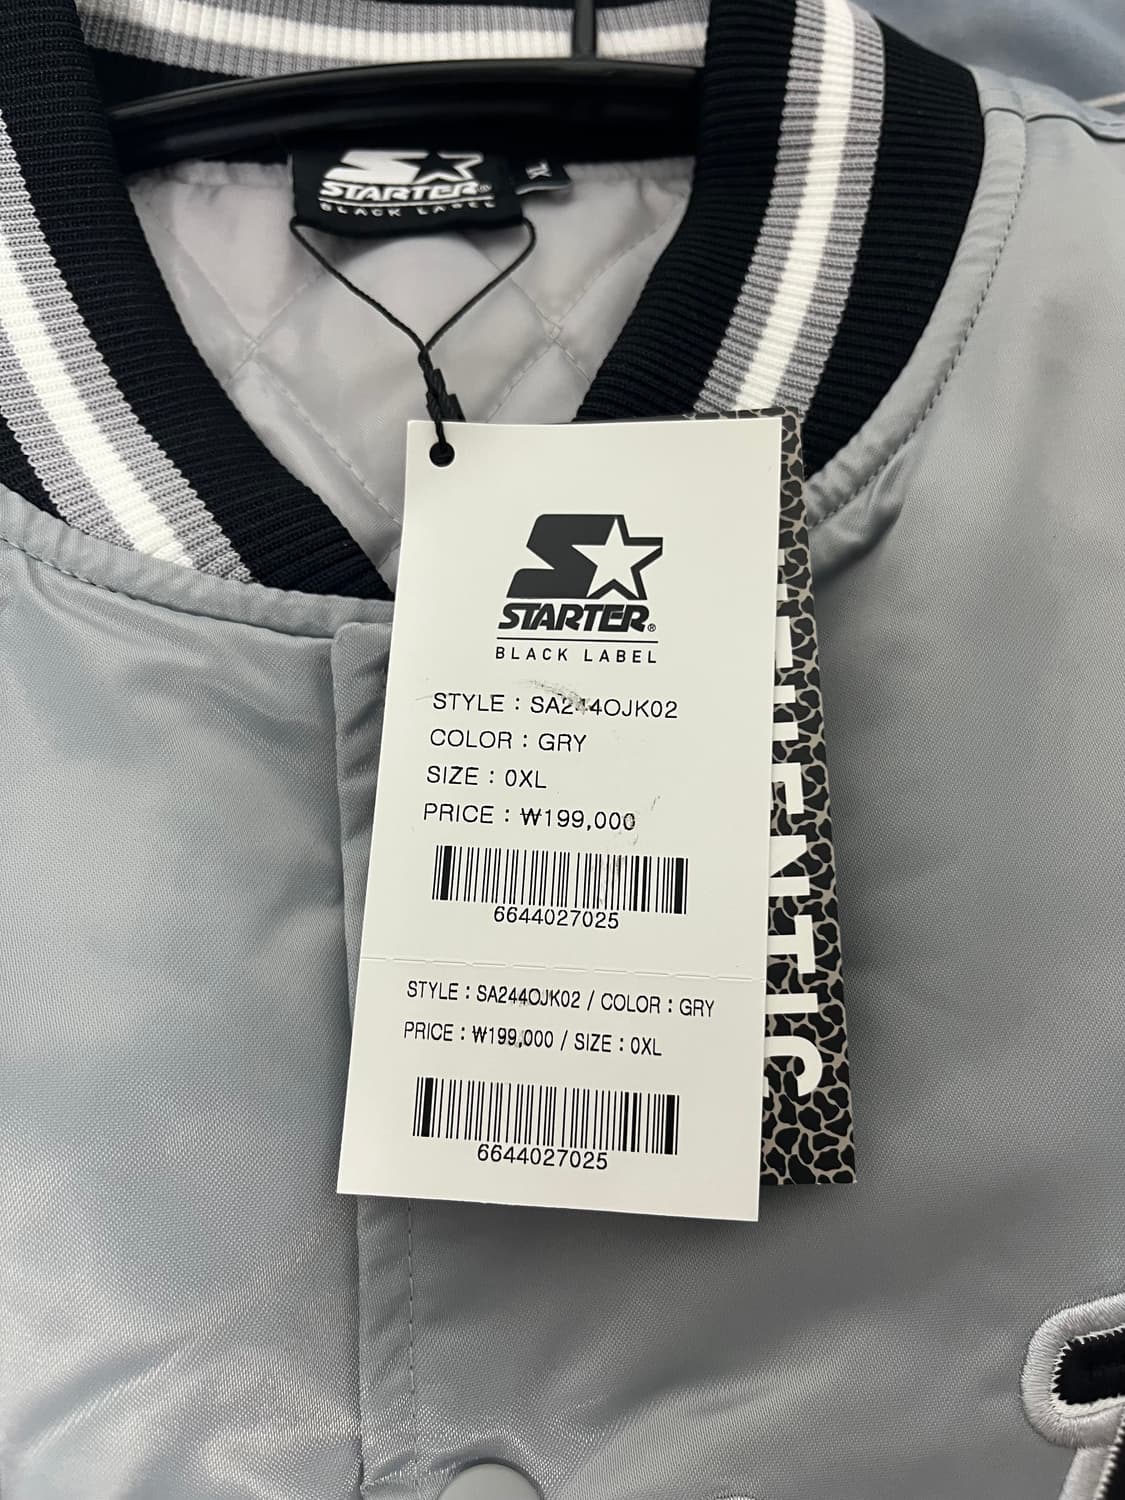 STARTER®
BLACK LABEL
XL
STARTER®
BLACK LABEL
STYLE : SA244OJK02
COLOR : GRY
SIZE : 0XL
PRICE : ₩199,000
6644027025
STYLE : SA244OJK02 / COLOR : GRY
PRICE : ₩199,000 / SIZE : 0XL
6644027025